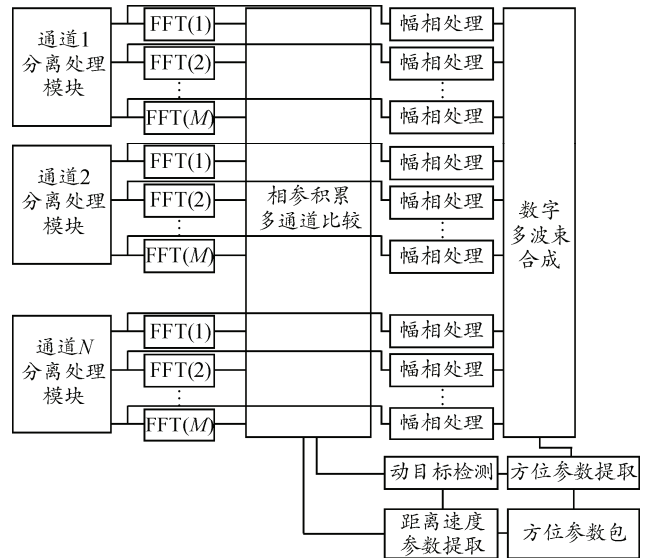 通道1
分离处理
模块
FFT(1)
FFT(2)
FFT(M)
幅相处理
幅相处理
幅相处理
通道2
分离处理
模块
FFT(1)
FFT(2)
FFT(M)
相参积累
多通道比较
幅相处理
幅相处理
幅相处理
数字
多波束
合成
通道N
分离处理
模块
FFT(1)
FFT(2)
FFT(M)
幅相处理
幅相处理
幅相处理
动目标检测
方位参数提取
距离速度
参数提取
方位参数包